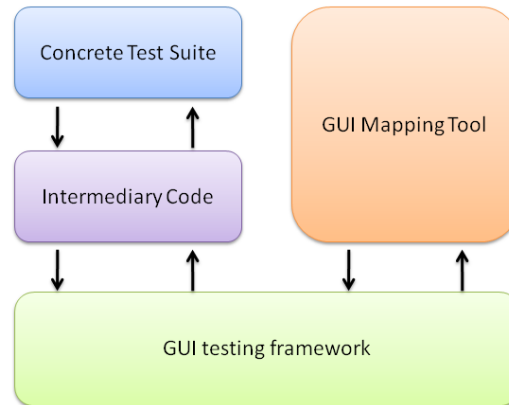 Concrete Test Suite
GUI Mapping Tool
Intermediary Code
GUI testing framework